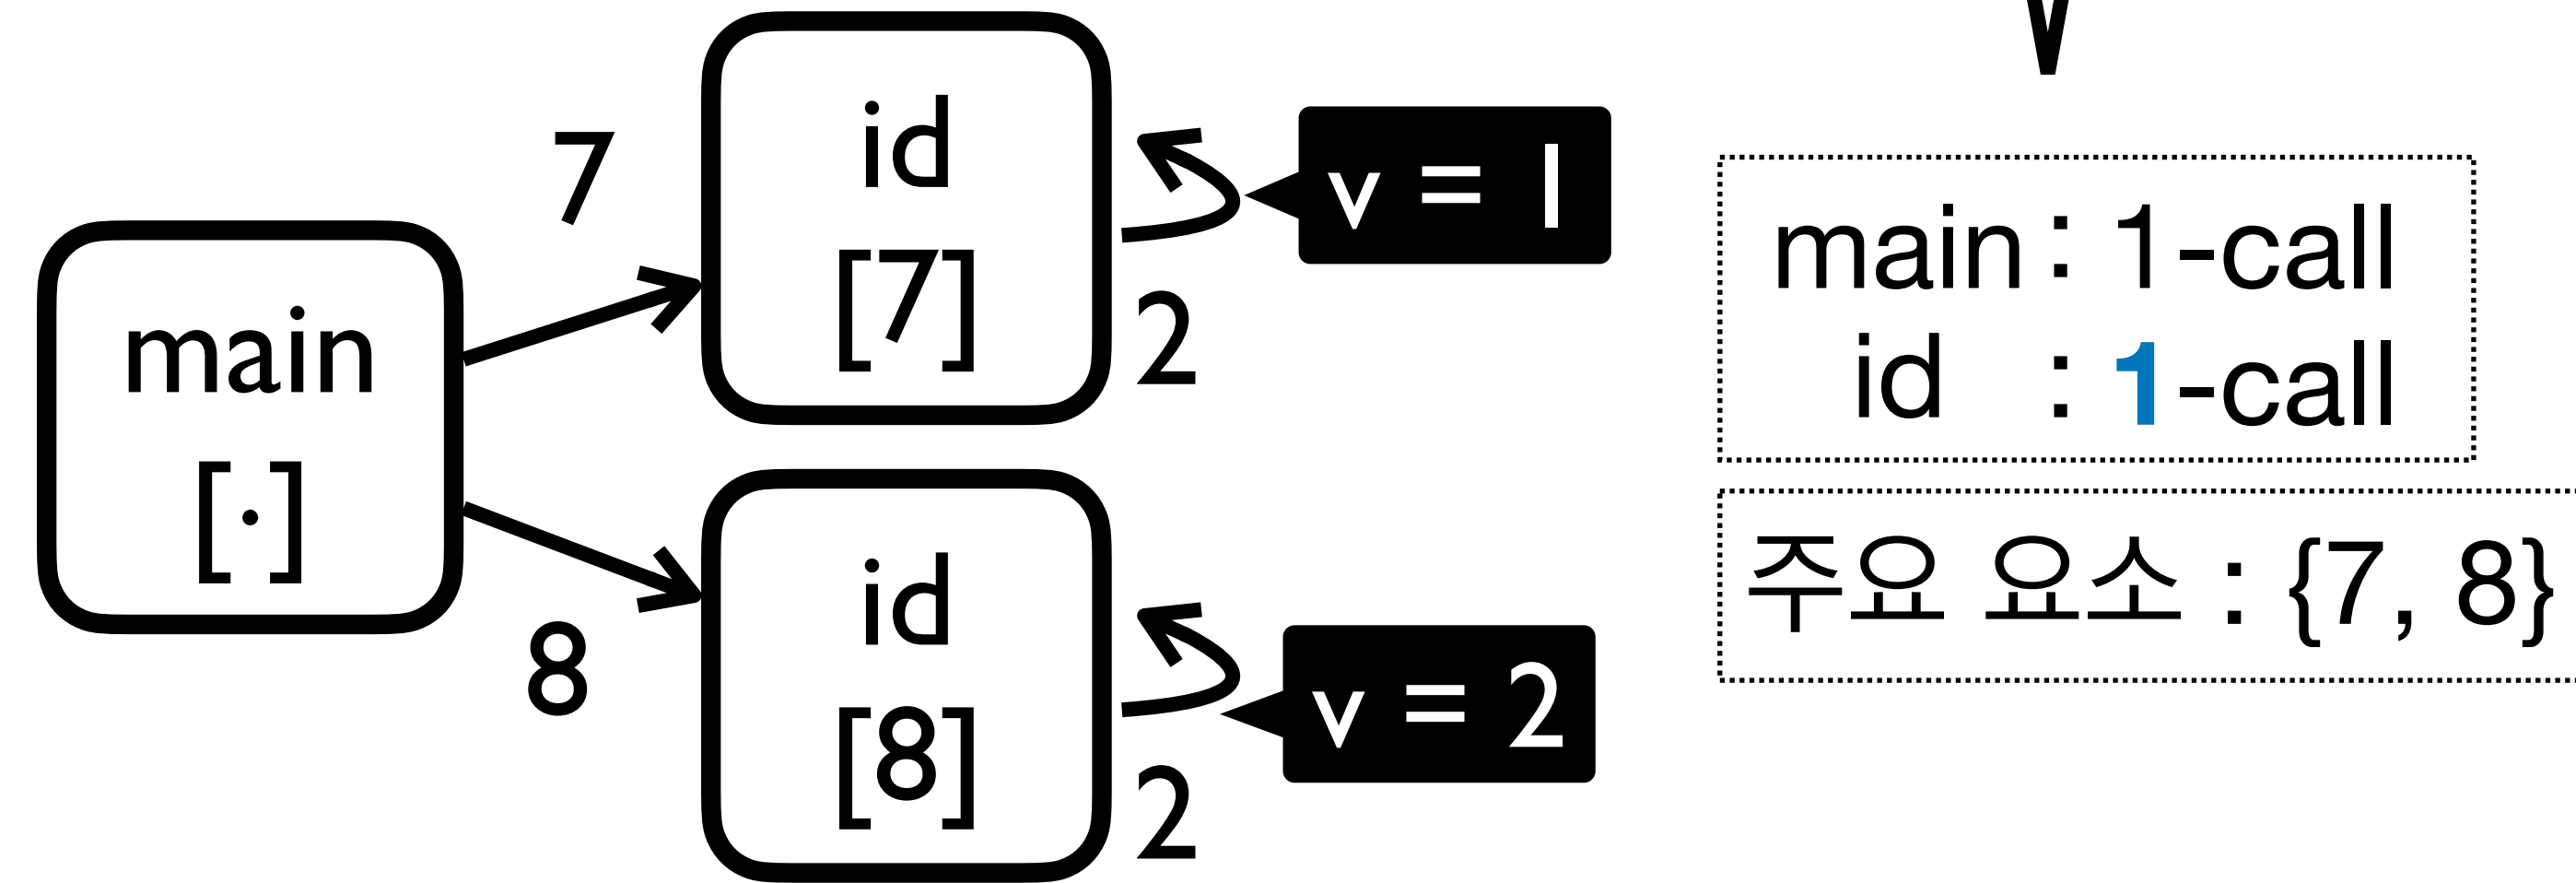 main
[·]
7
8
id
[7]
2
v = 1
id
[8]
2
v = 2
main : 1-call
id : 1-call
주요 요소 : {7, 8}